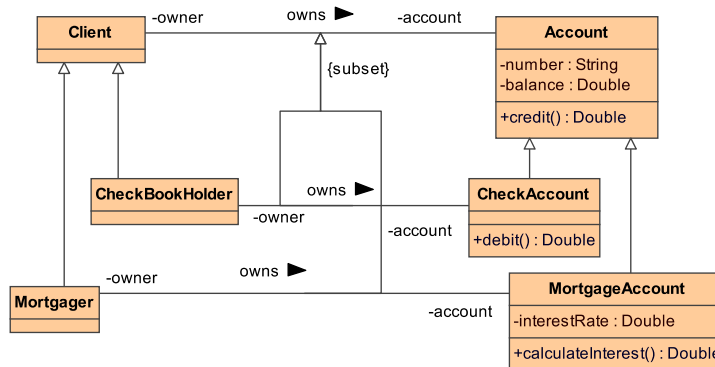 Client
-owner
owns
-account
Account
-number : String
-balance : Double
+credit() : Double
{subset}
CheckBookHolder
-owner
owns
-account
CheckAccount
+debit() : Double
Mortgager
-owner
owns
-account
MortgageAccount
-interestRate : Double
+calculateInterest() : Double